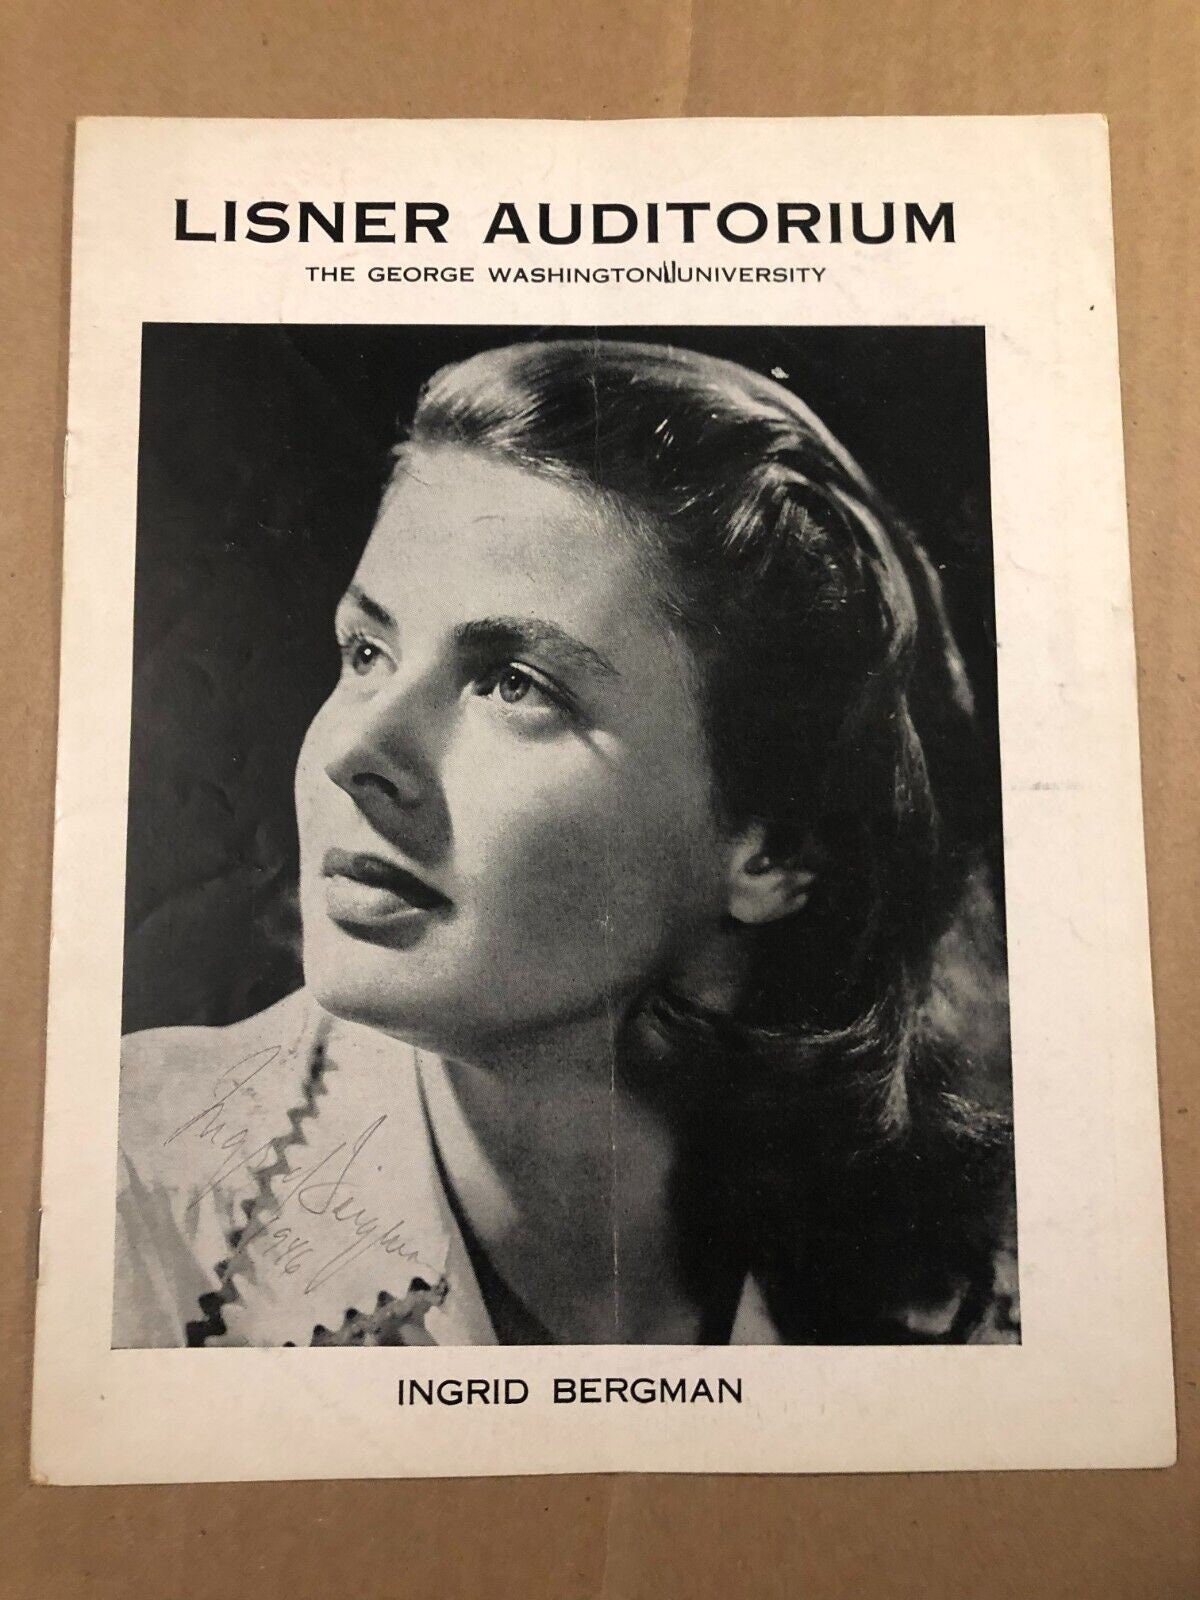 LISNER AUDITORIUM
THE GEORGE WASHINGTON UNIVERSITY
Ingrid Bergman
1946
INGRID BERGMAN